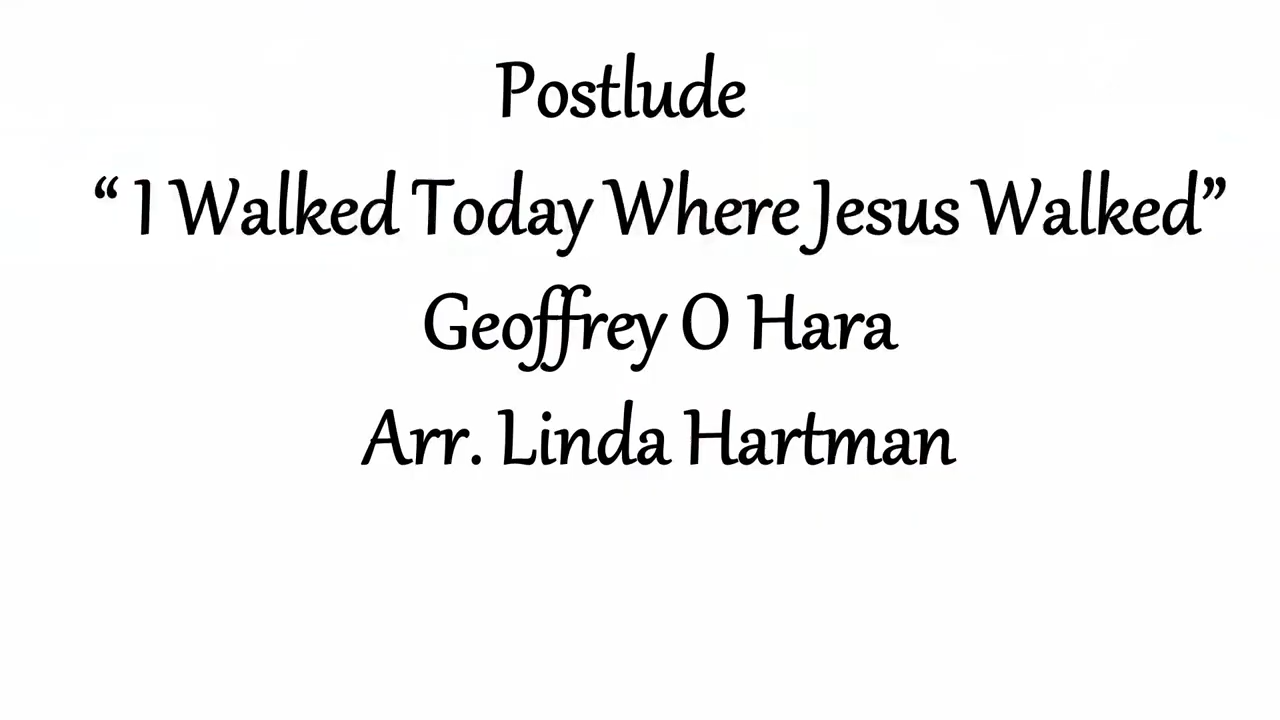 Postlude
“ I Walked Today Where Jesus Walked”
Geoffrey O Hara
Arr. Linda Hartman